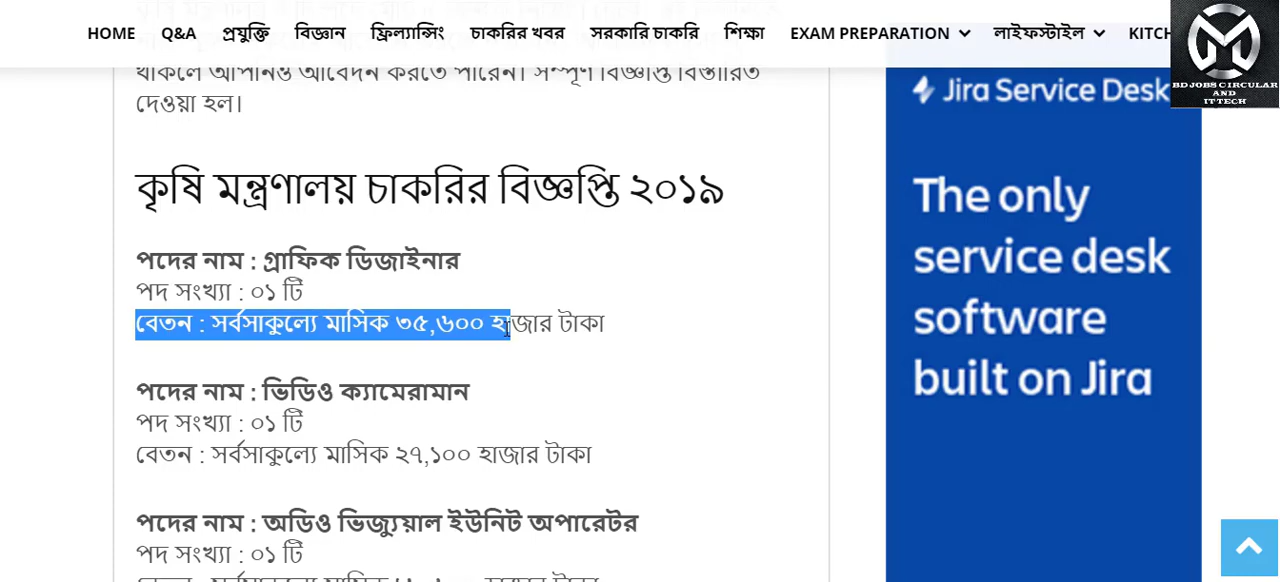 HOME Q&A প্রযুক্তি বিজ্ঞান ফ্রিল্যান্সিং চাকরির খবর সরকারি চাকরি শিক্ষা EXAM PREPARATION লাইফস্টাইল KITCH
BD JOBS CIRCULAR
AND
IT TECH
থাকলে আপনিও আবেদন করতে পারেন। সম্পূর্ণ বিজ্ঞপ্তি বিস্তারিত
দেওয়া হল।
কৃষি মন্ত্রণালয় চাকরির বিজ্ঞপ্তি ২০১৯
পদের নাম : গ্রাফিক ডিজাইনার
পদ সংখ্যা : ০১ টি
বেতন : সর্বসাকুল্যে মাসিক ৩৫,৬০০ হাজার টাকা
পদের নাম : ভিডিও ক্যামেরাম্যান
পদ সংখ্যা : ০১ টি
বেতন : সর্বসাকুল্যে মাসিক ২৭,১০০ হাজার টাকা
পদের নাম : অডিও ভিজ্যুয়াল ইউনিট অপারেটর
পদ সংখ্যা : ০১ টি
Jira Service Desk
The only
service desk
software
built on Jira